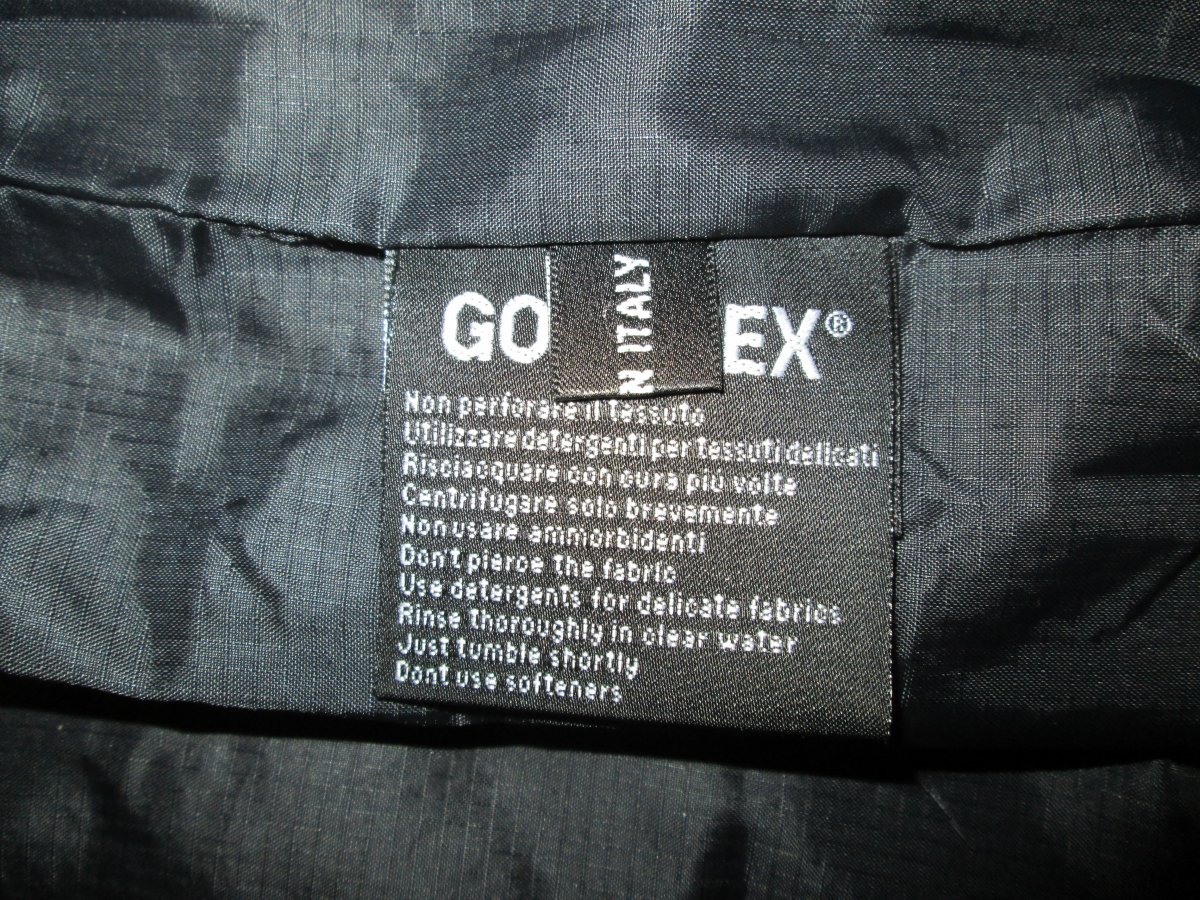 GO EX®
N ITALY
Non perforare il tessuto
Utilizzare detergenti per tessuti delicati
Risciacquare con cura più volte
Centrifugare solo brevemente
Non usare ammorbidenti
Don't pierce the fabric
Use detergents for delicate fabrics
Rinse thoroughly in clear water
Just tumble shortly
Dont use softeners